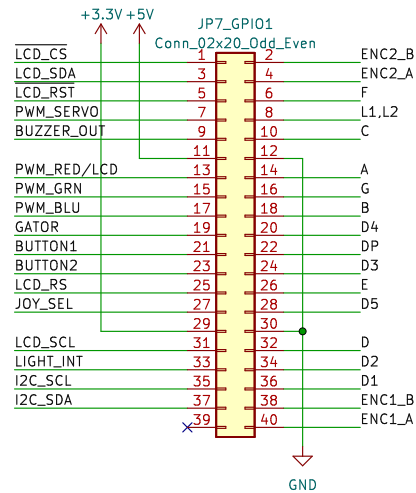 +3.3V +5V
JP7_GPIO1
Conn_02x20_Odd_Even
LCD_CS 1 2 ENC2_B
LCD_SDA 3 4 ENC2_A
LCD_RST 5 6 F
PWM_SERVO 7 8 L1,L2
BUZZER_OUT 9 10 C
11 12
PWM_RED/LCD 13 14 A
PWM_GRN 15 16 G
PWM_BLU 17 18 B
GATOR 19 20 D4
BUTTON1 21 22 DP
BUTTON2 23 24 D3
LCD_RS 25 26 E
JOY_SEL 27 28 D5
29 30
LCD_SCL 31 32 D
LIGHT_INT 33 34 D2
I2C_SCL 35 36 D1
I2C_SDA 37 38 ENC1_B
39 40 ENC1_A
GND